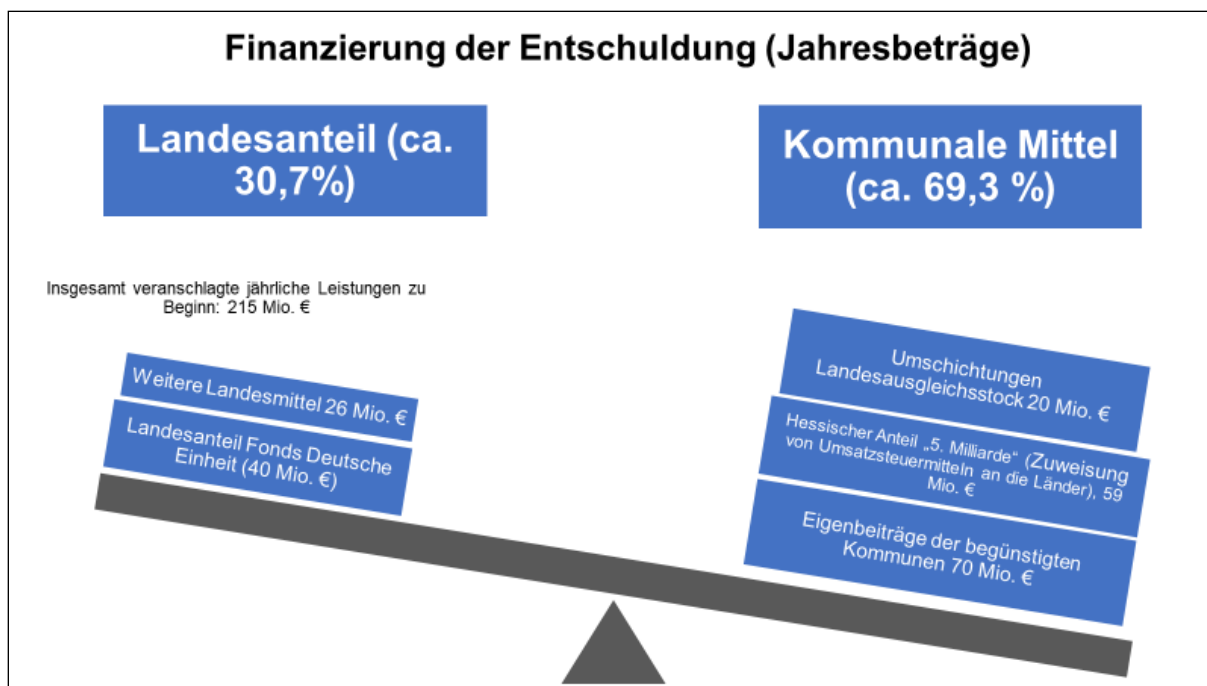 Finanzierung der Entschuldung (Jahresbeträge)
Landesanteil (ca.
30,7%)
Kommunale Mittel
(ca. 69,3 %)
Insgesamt veranschlagte jährliche Leistungen zu
Beginn: 215 Mio. €
Weitere Landesmittel 26 Mio. €
Landesanteil Fonds Deutsche
Einheit (40 Mio. €)
Umschichtungen
Landesausgleichsstock 20 Mio. €
Hessischer Anteil „5. Milliarde“ (Zuweisung
von Umsatzsteuermitteln an die Länder), 59
Mio. €
Eigenbeiträge der begünstigten
Kommunen 70 Mio. €